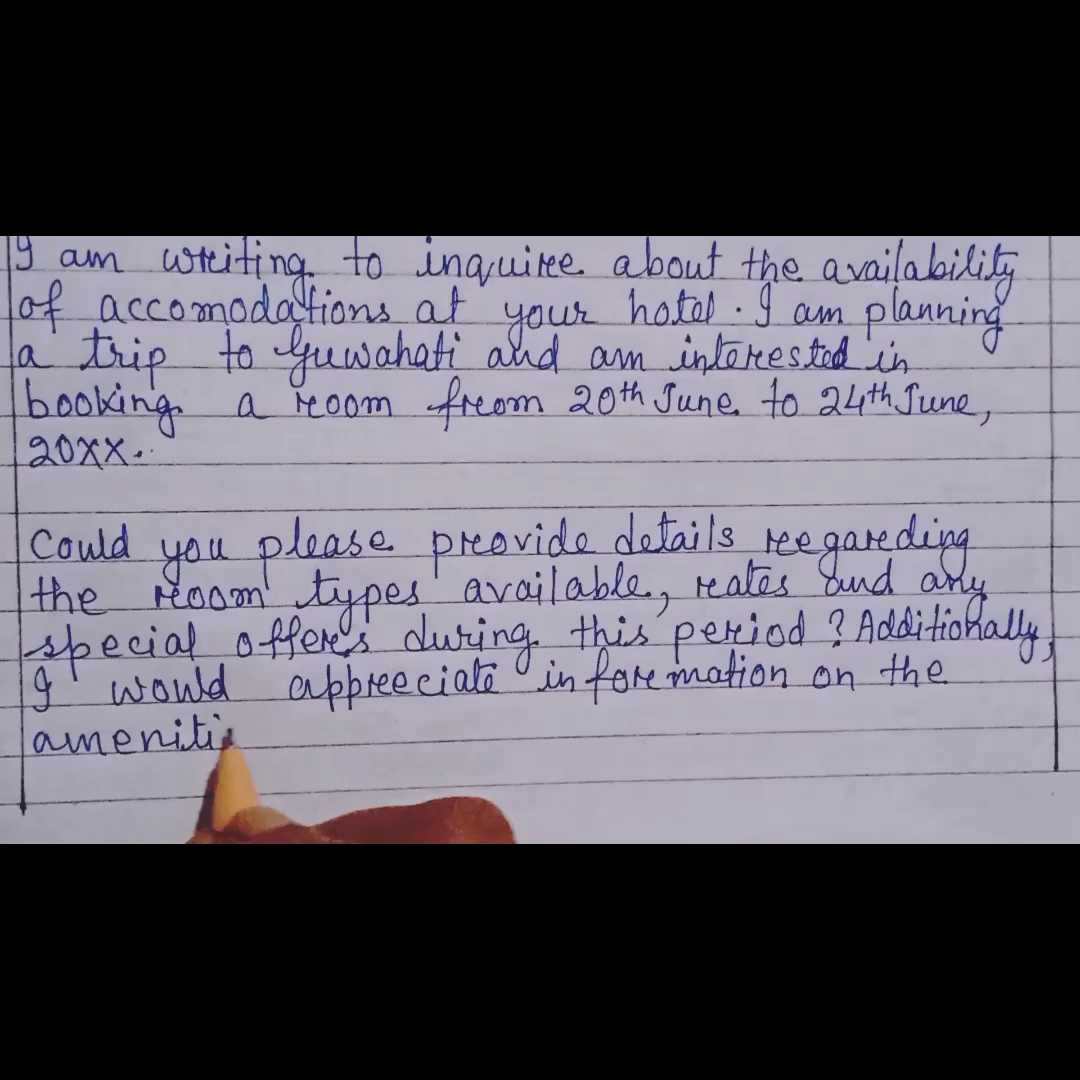 I am writing to inquire about the availability
of accomodations at your hotel. I am planning
a trip to Guwahati and am interested in
booking a room from 20th June to 24th June,
20XX.
Could you please provide details regarding
the room types available, rates and any
special offers during this period? Additionally,
I would appreciate information on the
ameniti